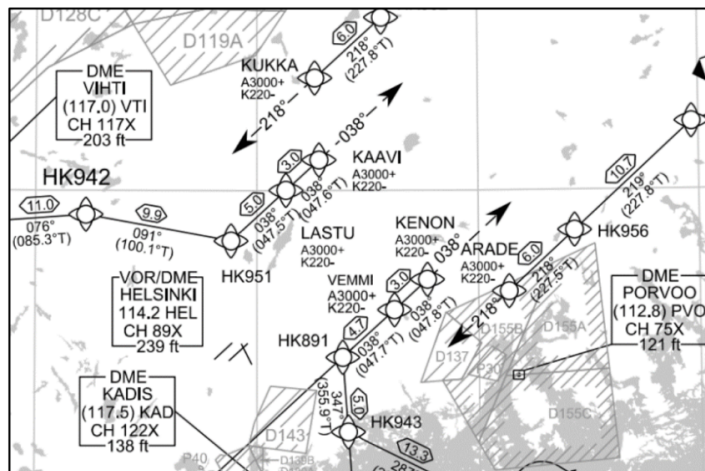 D128C
D119A
6.0
218°
(227.8°T)
KUKKA
A3000+
K220-
218°
DME
VIHTI
(117.0) VTI
CH 117X
203 ft
038°
3.0
KAAVI
A3000+
K220-
HK942
5.0
038°
(047.6°T)
038°
(047.5°T)
10.7
219°
(227.8°T)
11.0
076°
(085.3°T)
9.9
091°
(100.1°T)
LASTU
A3000+
K220-
KENON
A3000+
K220-
038°
HK956
HK951
ARADE
A3000+
K220-
6.0
218°
(227.5°T)
VOR/DME
HELSINKI
114.2 HEL
CH 89X
239 ft
VEMMI
A3000+
K220-
3.0
038°
(047.8°T)
218°
DME
PORVOO
(112.8) PVO
CH 75X
121 ft
HK891
4.7
038°
(047.7°T)
D155B
D155A
D137
DME
KADIS
(117.5) KAD
CH 122X
138 ft
347°
(355.9°T)
5.0
HK943
D155C
D143
13.3
P40